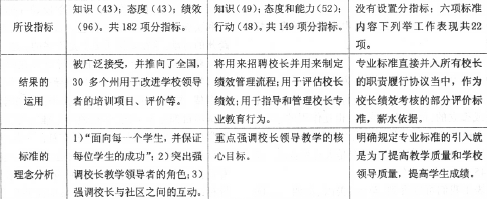 所设指标
知识(43);态度(43);绩效
(96)。共182项分指标。
知识(49);态度和能力(52);
行动(48)。共149项分指标。
没有设置分指标;六项标准
内容下列举工作表现共22
项。
结果的
运用
被广泛接受,并推向了全国,
30多个州用于改进学校领导
者的培训项目、评价等。
将用来招聘校长并用来制定
绩效管理流程;用于评估校长
绩效;用于指导和管理校长专
业教育行为。
专业标准直接并入所有校长
的职责履行协议当中,作为
校长绩效考核的部分评价标
准,薪水依据。
标准的
理念分析
1)“面向每一个学生,并保证
每位学生的成功”;2)突出强
调校长教学领导者的角色;3)
强调校长与社区之间的互动。
重点强调校长领导教学的核
心目标。
明确规定专业标准的引入就
是为了提高教学质量和学校
领导质量,提高学生成绩。